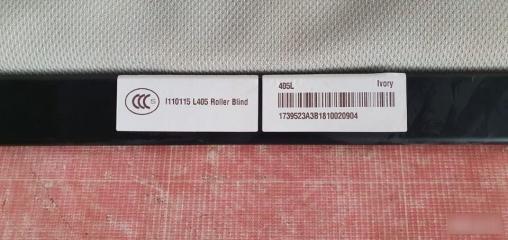 CCC S
I110115 L405 Roller Blind
405L Ivory
1739523A3B1810020904